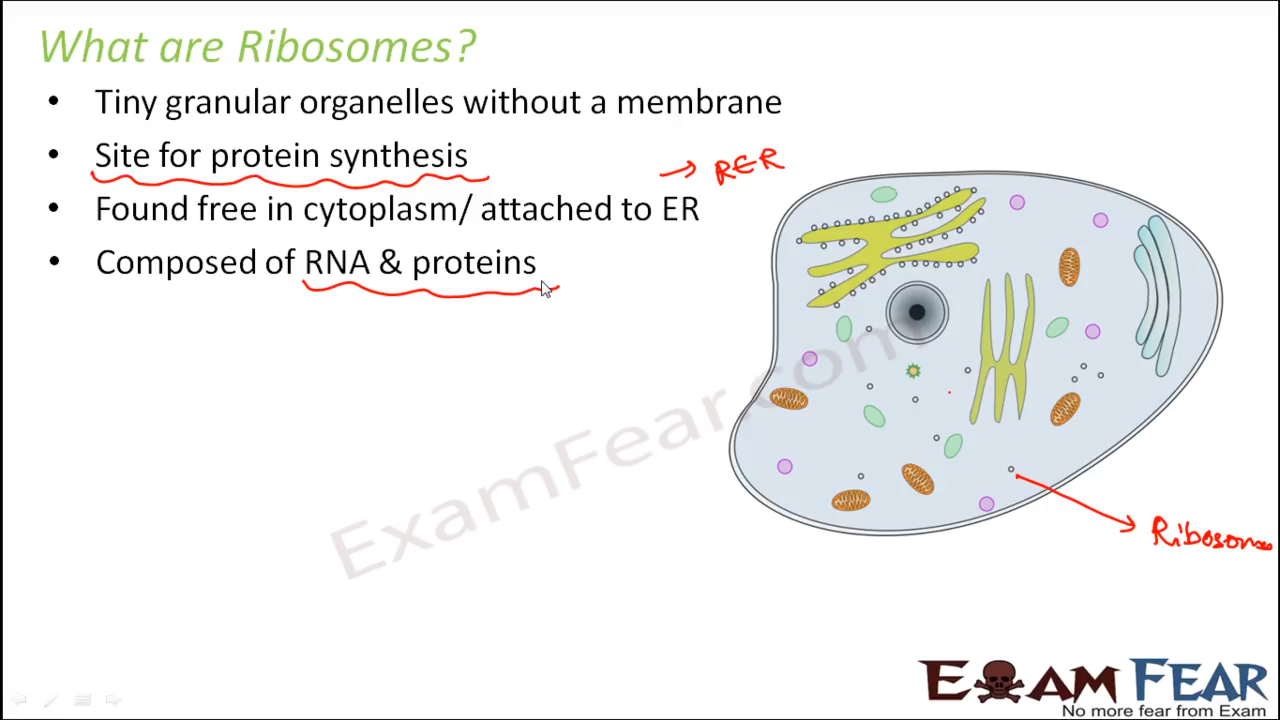 What are Ribosomes?
• Tiny granular organelles without a membrane
• Site for protein synthesis
→ RER
• Found free in cytoplasm/ attached to ER
• Composed of RNA & proteins
ExamFear.com
Ribosomes
EXAM FEAR
No more fear from Exam